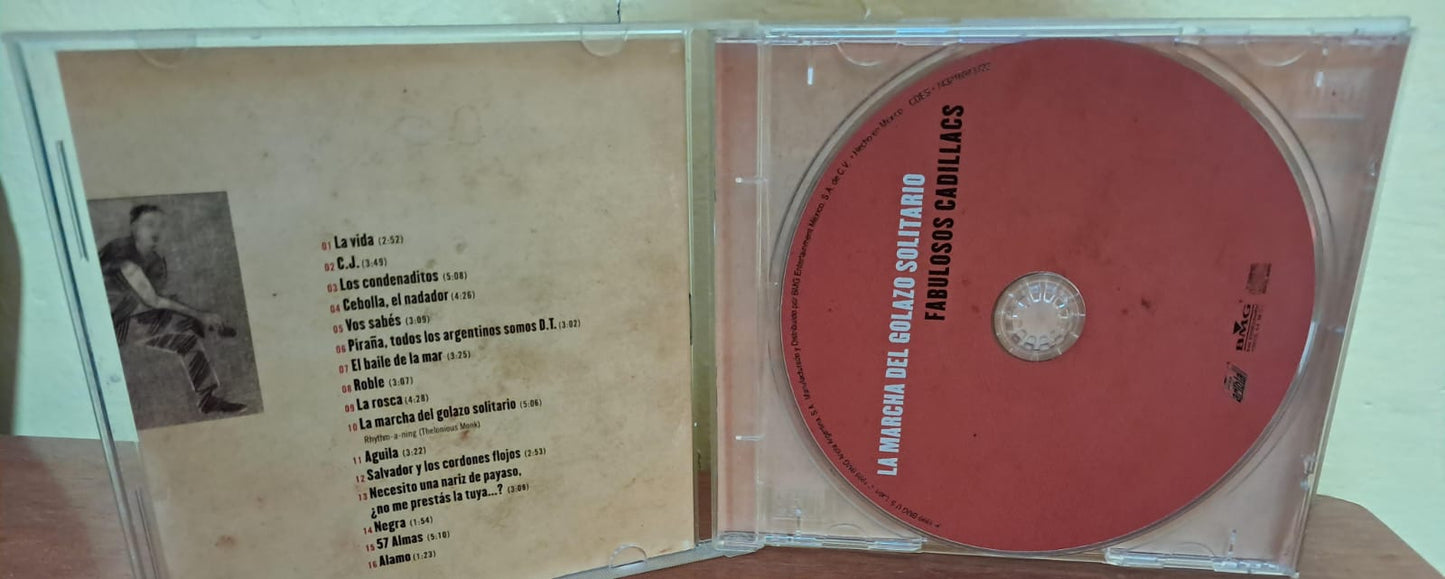 01 La vida (2:52)
02 C.J. (3:49)
03 Los condenaditos (5:08)
04 Cebolla, el nadador (4:26)
05 Vos sabés (3:09)
06 Piraña, todos los argentinos somos D.T. (3:02)
07 El baile de la mar (3:25)
08 Roble (3:07)
09 La rosca (4:28)
10 La marcha del golazo solitario (5:06)
Rhythm-a-ning (Thelonious Monk)
11 Aguila (3:22)
12 Salvador y los cordones flojos (2:53)
13 Necesito una nariz de payaso,
¿no me prestás la tuya...? (3:09)
14 Negra (1:54)
15 57 Almas (5:10)
16 Alamo (1:23)
LA MARCHA DEL GOLAZO SOLITARIO
FABULOSOS CADILLACS
Manufacturado y Distribuido por BMG Entertainment México, S.A. de C.V. • Hecho en México
BMG